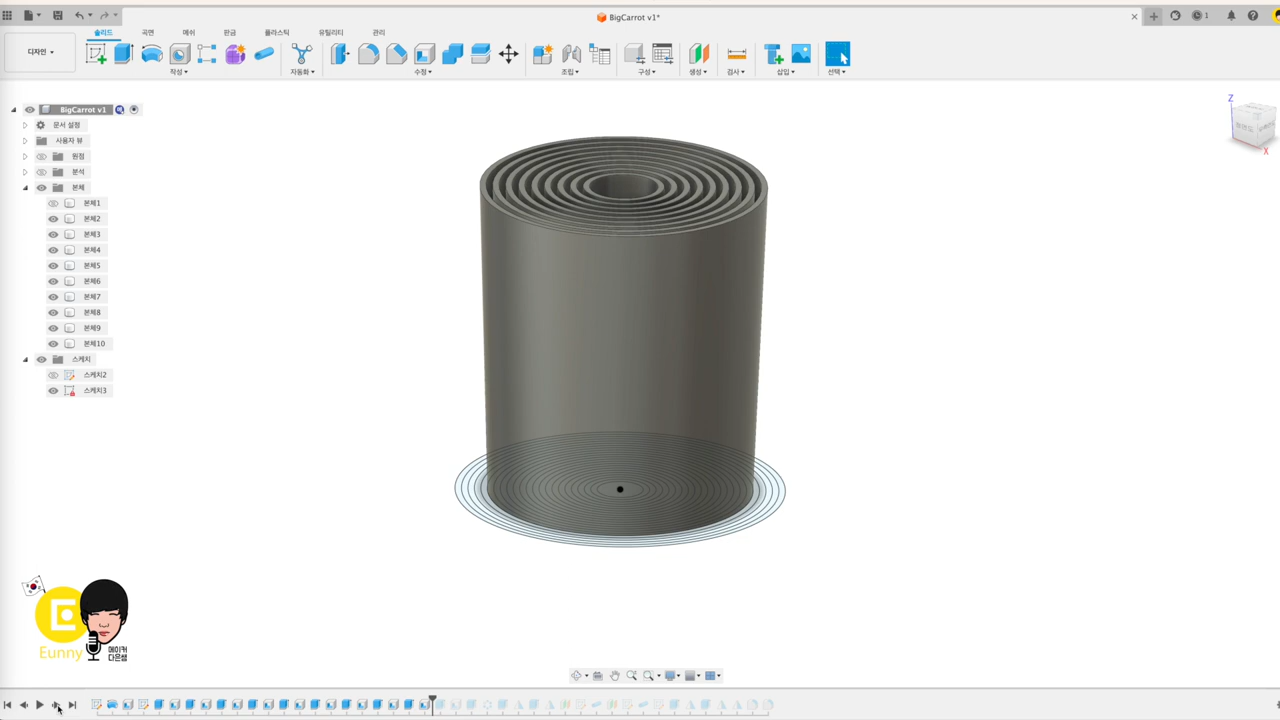 BigCarrot v1*
1
솔리드 곡면 메쉬 판금 플라스틱 유틸리티 관리
디자인
작성 자동화 수정 조립 구성 생성 검사 삽입 선택
BigCarrot v1
문서 설정
사용자 뷰
원점
분석
본체
본체1
본체2
본체3
본체4
본체5
본체6
본체7
본체8
본체9
본체10
스케치
스케치2
스케치3
Z
X
Eunny
메이커
다은쌤